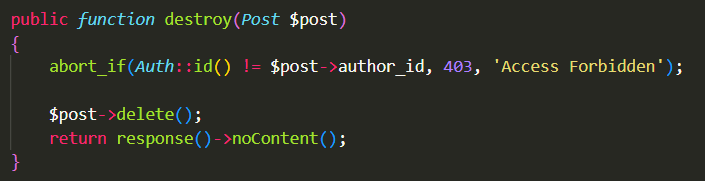 public function destroy(Post $post)
{
    abort_if(Auth::id() != $post->author_id, 403, 'Access Forbidden');

    $post->delete();
    return response()->noContent();
}